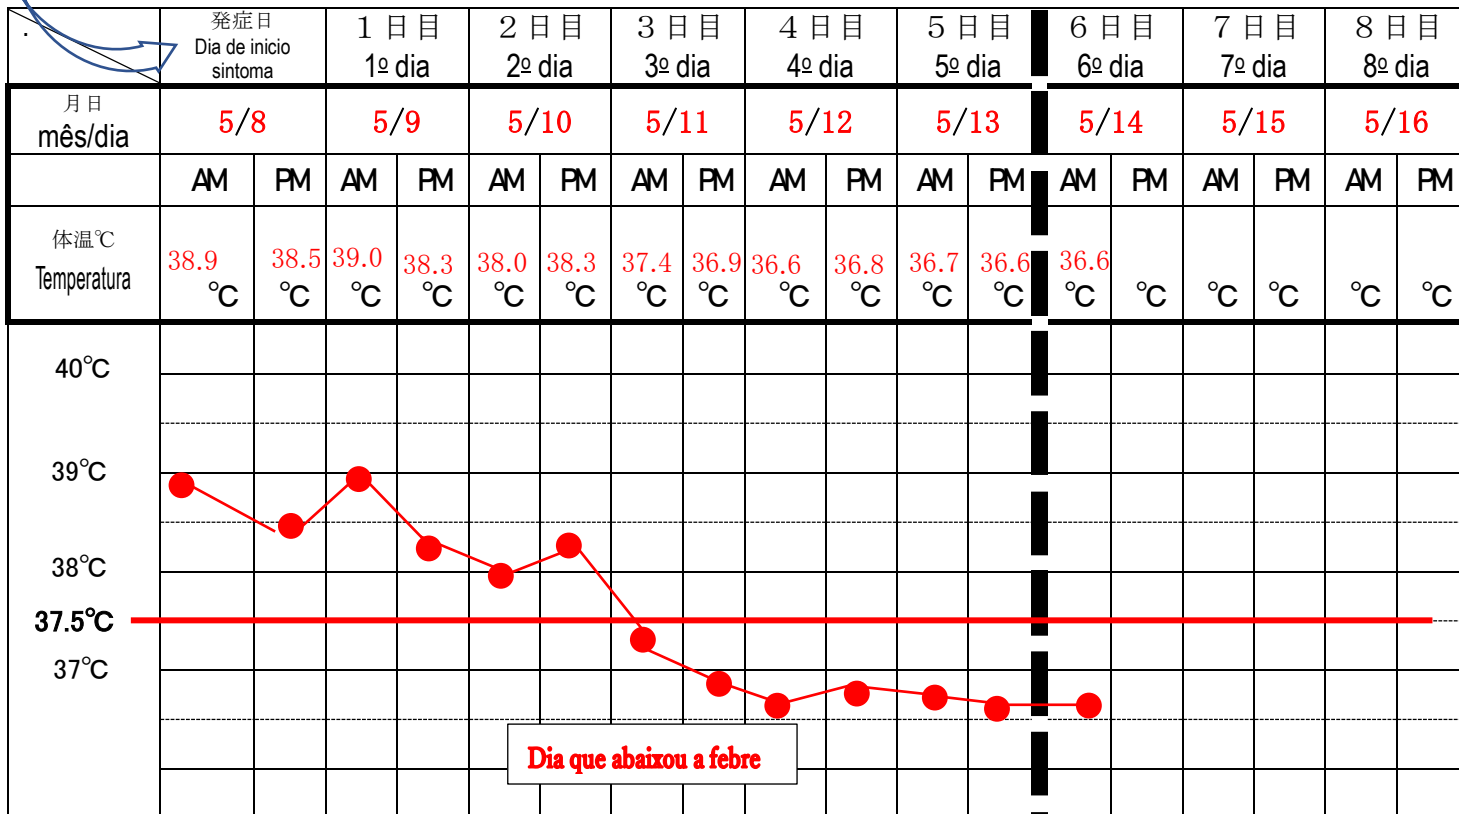 発症日 １日目 ２日目 ３日目 ４日目 ５日目 ６日目 ７日目 ８日目
Dia de inicio sintoma 1º dia 2º dia 3º dia 4º dia 5º dia 6º dia 7º dia 8º dia
月日
mês/dia 5/8 5/9 5/10 5/11 5/12 5/13 5/14 5/15 5/16
AM PM AM PM AM PM AM PM AM PM AM PM AM PM AM PM AM PM
体温℃
Temperatura 38.9 38.5 39.0 38.3 38.0 38.3 37.4 36.9 36.6 36.8 36.7 36.6 36.6
℃ ℃ ℃ ℃ ℃ ℃ ℃ ℃ ℃ ℃ ℃ ℃ ℃ ℃ ℃ ℃ ℃ ℃
40℃
39℃
38℃
37.5℃
37℃
Dia que abaixou a febre